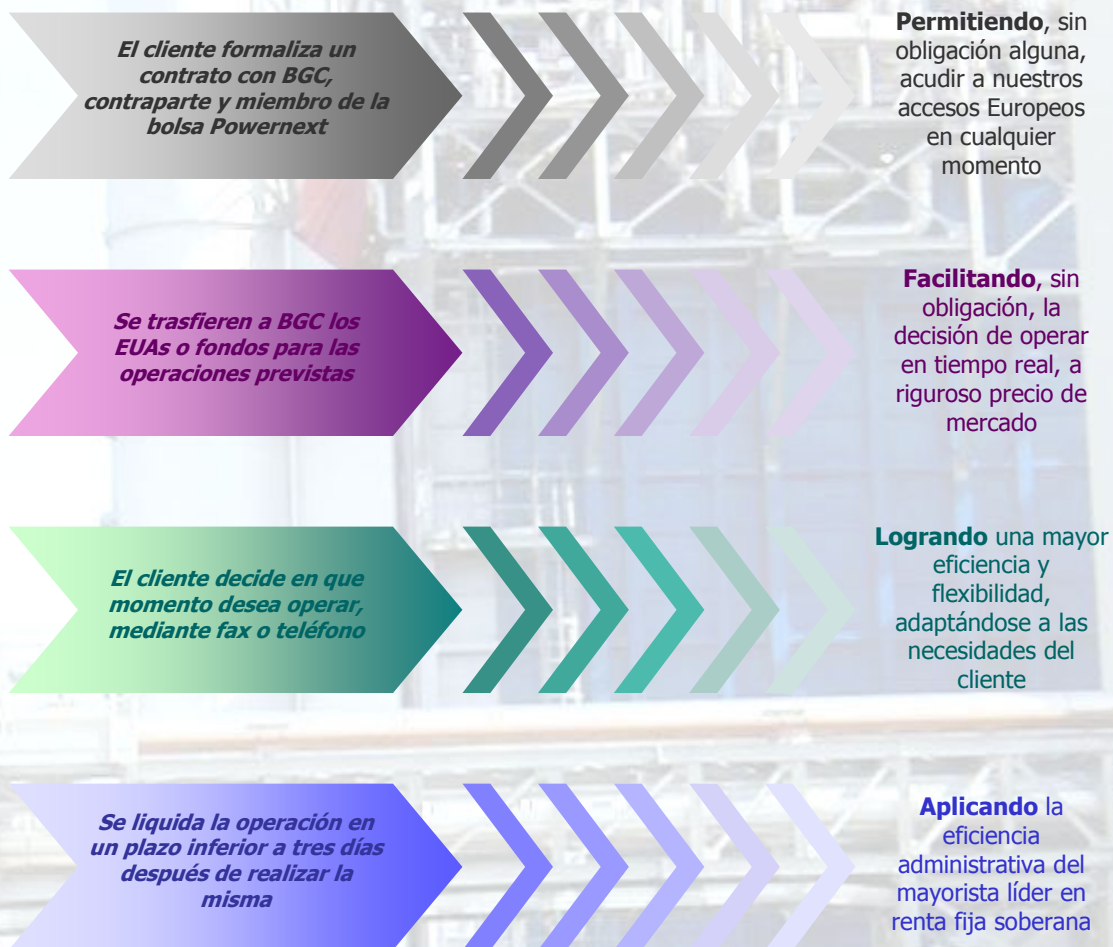 El cliente formaliza un
contrato con BGC,
contraparte y miembro de la
bolsa Powernext
Permitiendo, sin
obligación alguna,
acudir a nuestros
accesos Europeos
en cualquier
momento
Se trasfieren a BGC los
EUAs o fondos para las
operaciones previstas
Facilitando, sin
obligación, la
decisión de operar
en tiempo real, a
riguroso precio de
mercado
El cliente decide en que
momento desea operar,
mediante fax o teléfono
Logrando una mayor
eficiencia y
flexibilidad,
adaptándose a las
necesidades del
cliente
Se liquida la operación en
un plazo inferior a tres días
después de realizar la
misma
Aplicando la
eficiencia
administrativa del
mayorista líder en
renta fija soberana